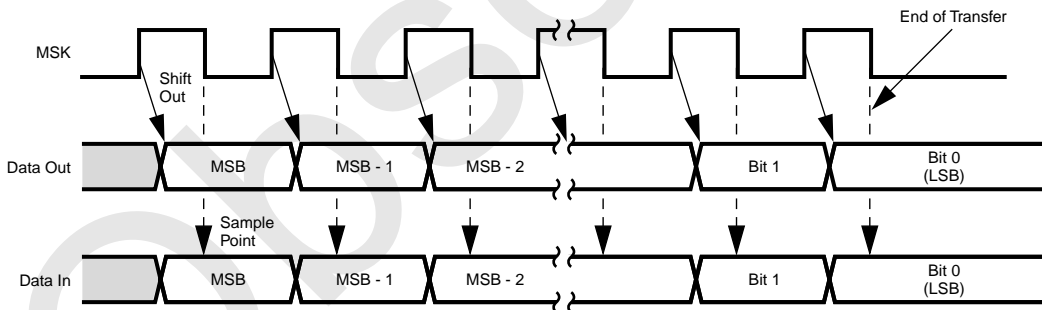 End of Transfer
MSK
Shift
Out
Data Out
MSB
MSB - 1
MSB - 2
Bit 1
Bit 0
(LSB)
Sample
Point
Data In
MSB
MSB - 1
MSB - 2
Bit 1
Bit 0
(LSB)